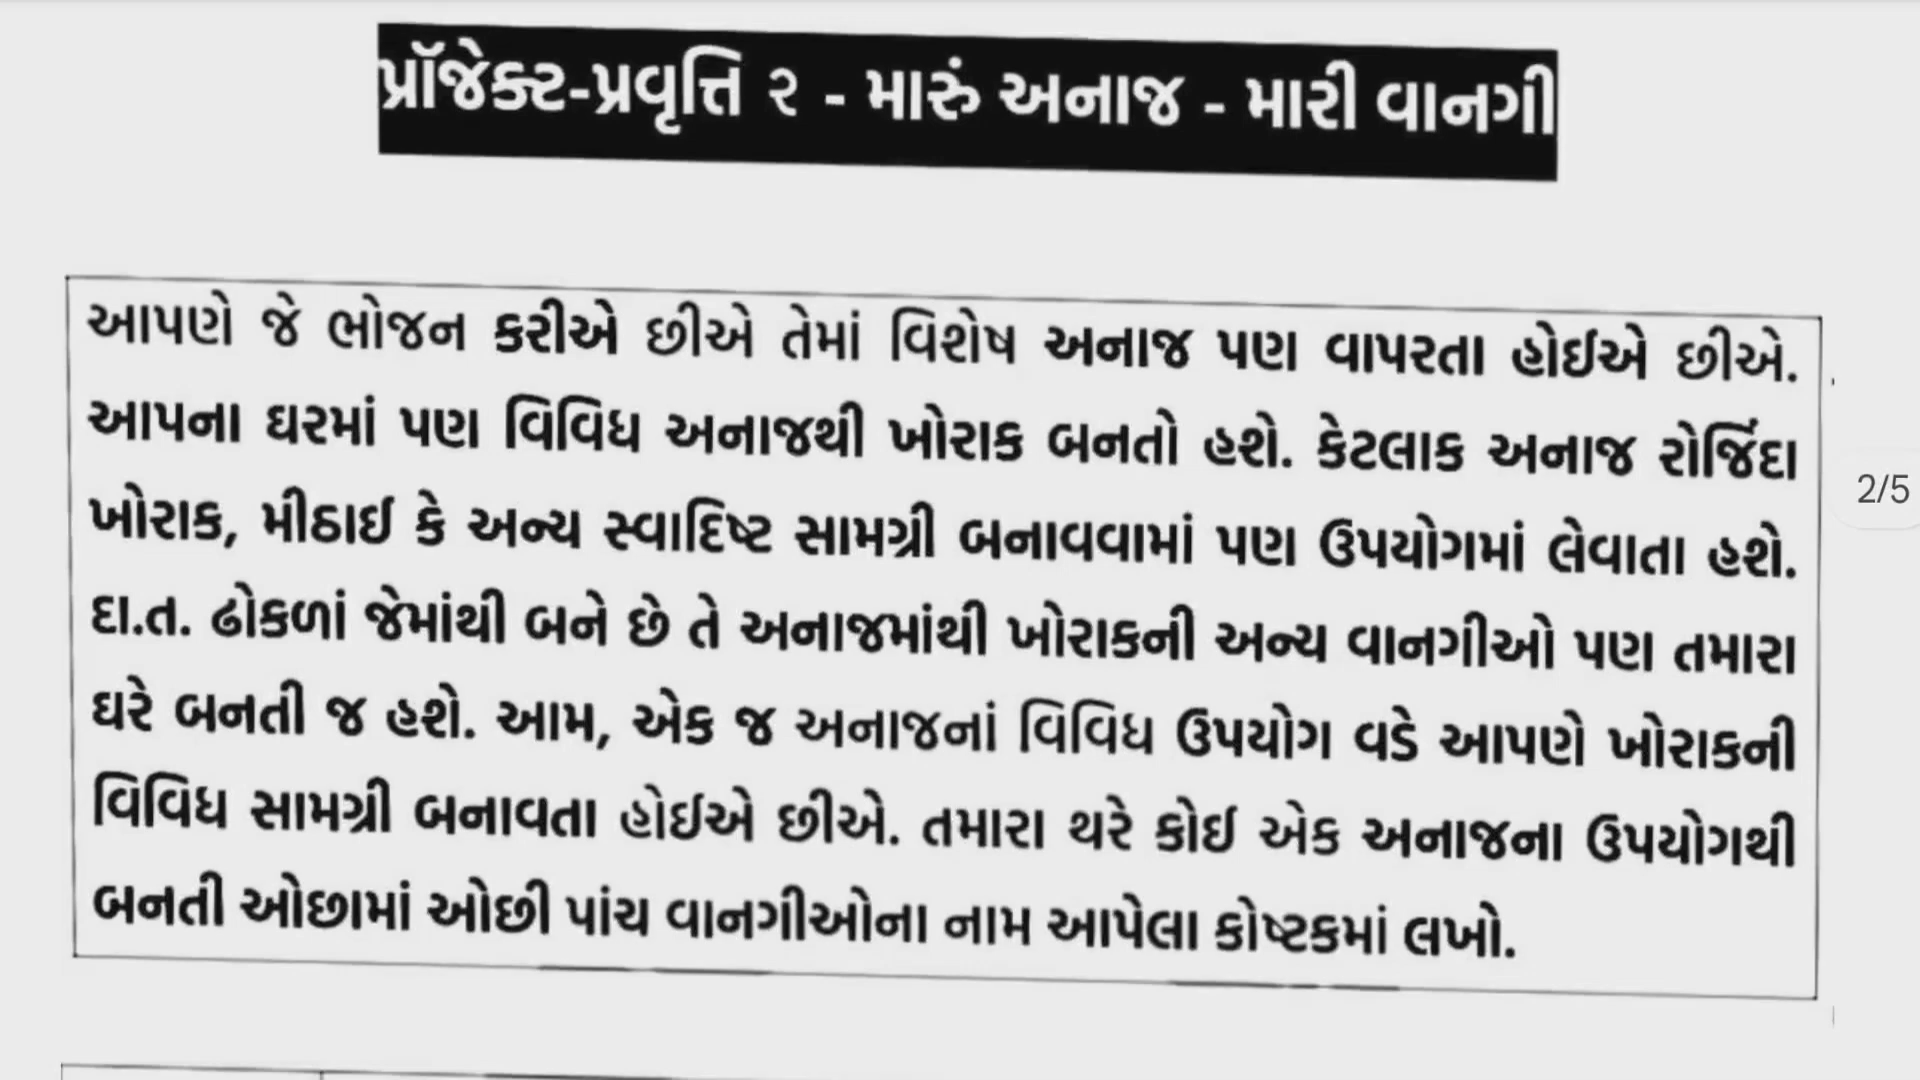 પ્રૉજેક્ટ-પ્રવૃત્તિ ૨ - મારું અનાજ - મારી વાનગી
આપણે જે ભોજન કરીએ છીએ તેમાં વિશેષ અનાજ પણ વાપરતા હોઈએ છીએ.
આપના ઘરમાં પણ વિવિધ અનાજથી ખોરાક બનતો હશે. કેટલાક અનાજ રોજિંદા
ખોરાક, મીઠાઈ કે અન્ય સ્વાદિષ્ટ સામગ્રી બનાવવામાં પણ ઉપયોગમાં લેવાતા હશે.
2/5
દા.ત. ઢોકળાં જેમાંથી બને છે તે અનાજમાંથી ખોરાકની અન્ય વાનગીઓ પણ તમારા
ઘરે બનતી જ હશે. આમ, એક જ અનાજનાં વિવિધ ઉપયોગ વડે આપણે ખોરાકની
વિવિધ સામગ્રી બનાવતા હોઈએ છીએ. તમારા થરે કોઈ એક અનાજના ઉપયોગથી
બનતી ઓછામાં ઓછી પાંચ વાનગીઓના નામ આપેલા કોષ્ટકમાં લખો.